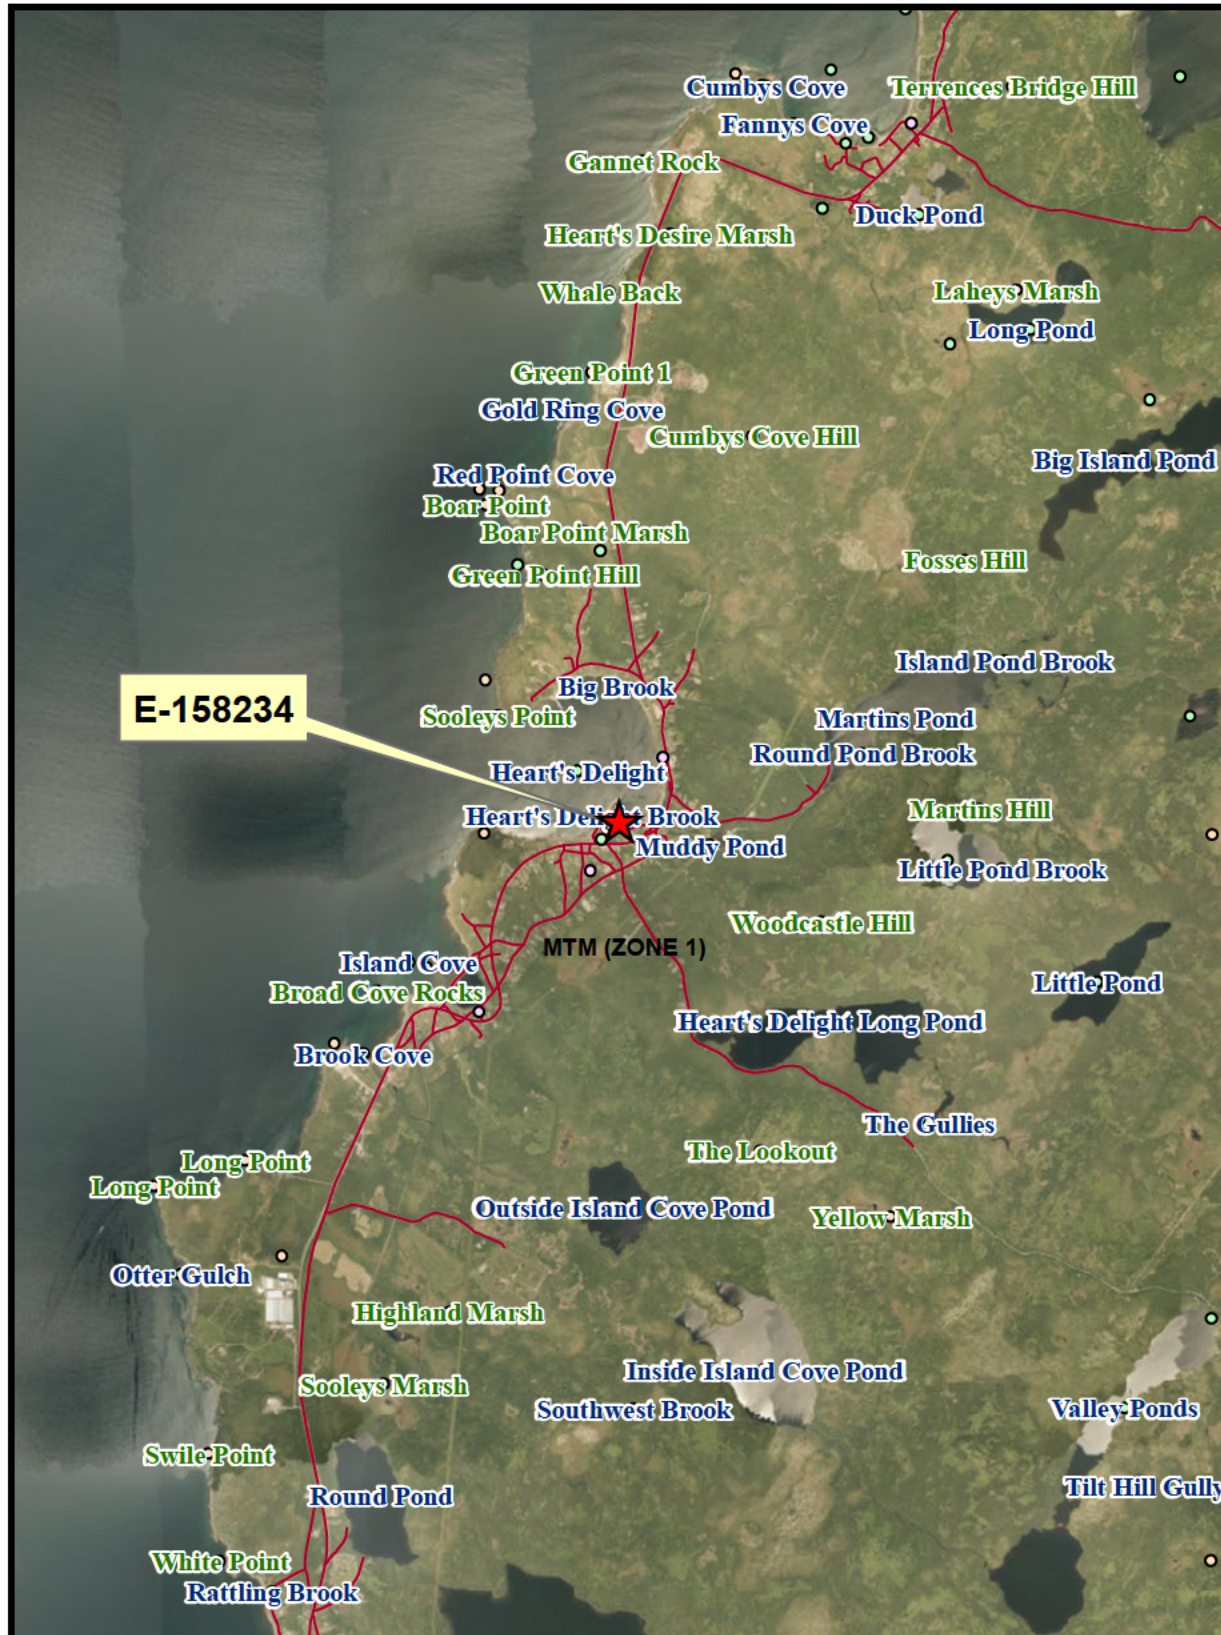 Cumbys Cove
Terrences Bridge Hill
Fannys Cove
Gannet Rock
Duck Pond
Heart's Desire Marsh
Whale Back
Laheys Marsh
Long Pond
Green Point 1
Gold Ring Cove
Cumbys Cove Hill
Big Island Pond
Red Point Cove
Boar Point
Boar Point Marsh
Fosses Hill
Green Point Hill
Island Pond Brook
Big Brook
E-158234
Sooleys Point
Martins Pond
Round Pond Brook
Heart's Delight
Martins Hill
Heart's Delight Brook
Muddy Pond
Little Pond Brook
Woodcastle Hill
MTM (ZONE 1)
Island Cove
Little Pond
Broad Cove Rocks
Heart's Delight Long Pond
Brook Cove
The Gullies
The Lookout
Long Point
Long Point
Outside Island Cove Pond
Yellow Marsh
Otter Gulch
Highland Marsh
Inside Island Cove Pond
Sooleys Marsh
Southwest Brook
Valley Ponds
Swile Point
Tilt Hill Gully
Round Pond
White Point
Rattling Brook